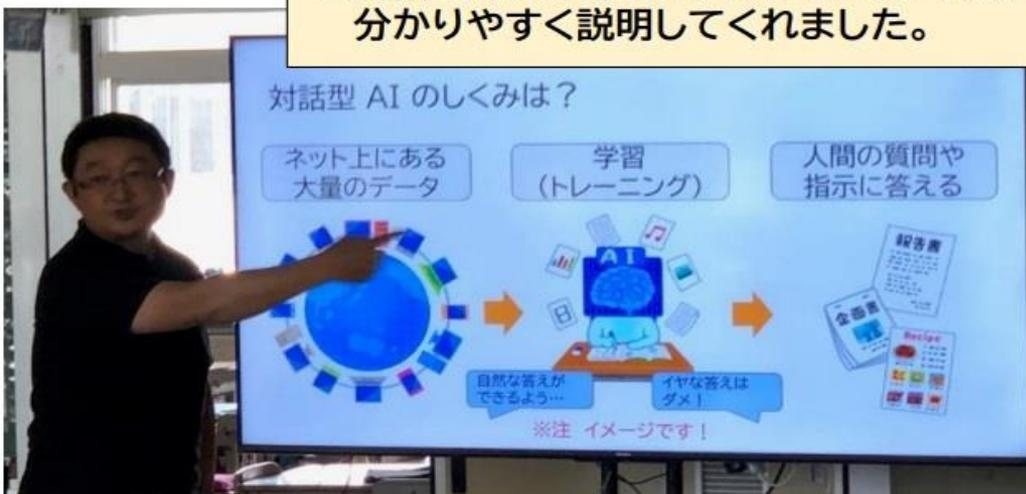 分かりやすく説明してくれました。
対話型 AI のしくみは？
ネット上にある
大量のデータ
学習
(トレーニング)
人間の質問や
指示に答える
AI
報告書
企画書
Recipe
自然な答えが
できるよう…
イヤな答えは
ダメ！
※注 イメージです！